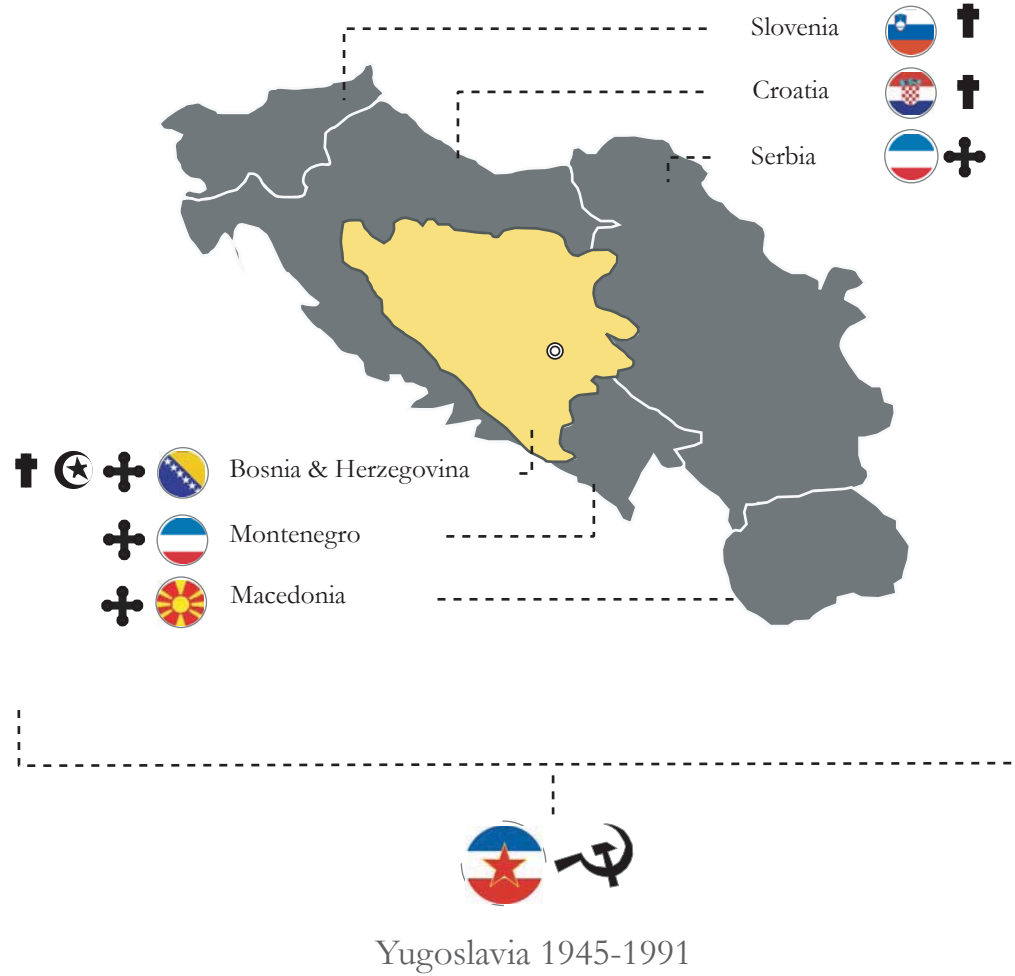 Slovenia
Croatia
Serbia
Bosnia & Herzegovina
Montenegro
Macedonia
Yugoslavia 1945-1991